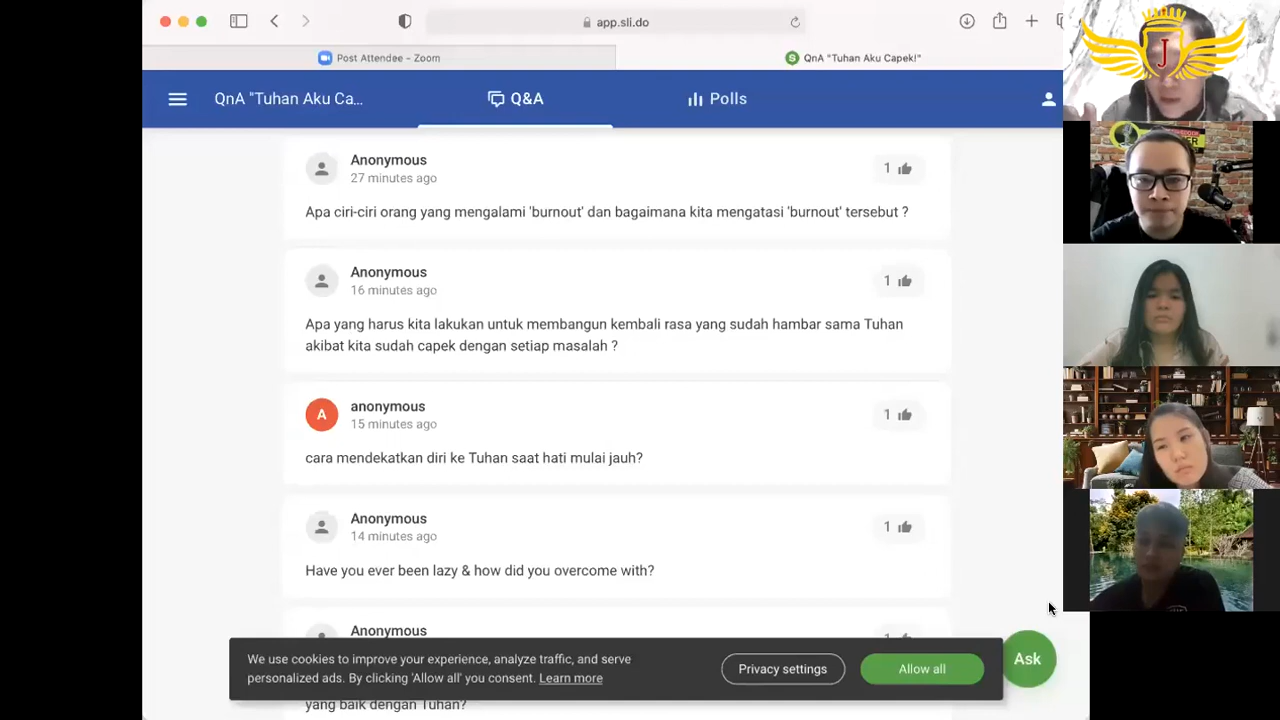 app.sli.do
Post Attendee - Zoom
S QnA "Tuhan Aku Capek!"
QnA "Tuhan Aku Ca...
Q&A
Polls
J
Anonymous
27 minutes ago
1
Apa ciri-ciri orang yang mengalami 'burnout' dan bagaimana kita mengatasi 'burnout' tersebut ?
Anonymous
16 minutes ago
1
Apa yang harus kita lakukan untuk membangun kembali rasa yang sudah hambar sama Tuhan
akibat kita sudah capek dengan setiap masalah ?
A
anonymous
15 minutes ago
1
cara mendekatkan diri ke Tuhan saat hati mulai jauh?
Anonymous
14 minutes ago
1
Have you ever been lazy & how did you overcome with?
Anonymous
We use cookies to improve your experience, analyze traffic, and serve
personalized ads. By clicking 'Allow all' you consent. Learn more
Privacy settings
Allow all
Ask
yang baik dengan Tuhan?